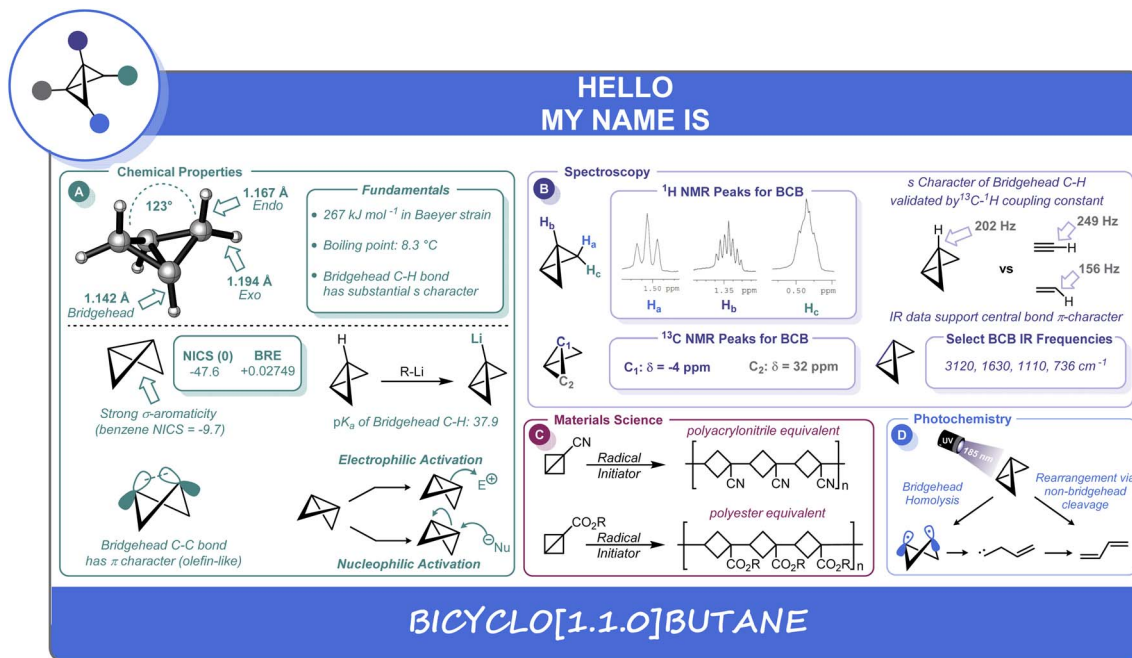 HELLO
MY NAME IS
A
Chemical Properties
123°
1.167 Å
Endo
1.194 Å
Exo
1.142 Å
Bridgehead
Fundamentals
• 267 kJ mol⁻¹ in Baeyer strain
• Boiling point: 8.3 °C
• Bridgehead C-H bond
has substantial s character
NICS (0) BRE
-47.6 +0.02749
Strong σ-aromaticity
(benzene NICS = -9.7)
H
R-Li
Li
pKa of Bridgehead C-H: 37.9
Bridgehead C-C bond
has π character (olefin-like)
Electrophilic Activation
E⊕
⊖Nu
Nucleophilic Activation
B
Spectroscopy
Hb
Ha
Hc
¹H NMR Peaks for BCB
1.50 ppm
Ha
1.35 ppm
Hb
0.50 ppm
Hc
s Character of Bridgehead C-H
validated by¹³C-¹H coupling constant
H
202 Hz
vs
249 Hz
H
156 Hz
H
IR data support central bond π-character
C₁
C₂
¹³C NMR Peaks for BCB
C₁: δ = -4 ppm C₂: δ = 32 ppm
Select BCB IR Frequencies
3120, 1630, 1110, 736 cm⁻¹
C
Materials Science
CN
Radical
Initiator
polyacrylonitrile equivalent
CN CN CN
n
CO₂R
Radical
Initiator
polyester equivalent
CO₂R CO₂R CO₂R
n
D
Photochemistry
UV
185 nm
Bridgehead
Homolysis
Rearrangement via
non-bridgehead
cleavage
BICYCLO[1.1.0]BUTANE